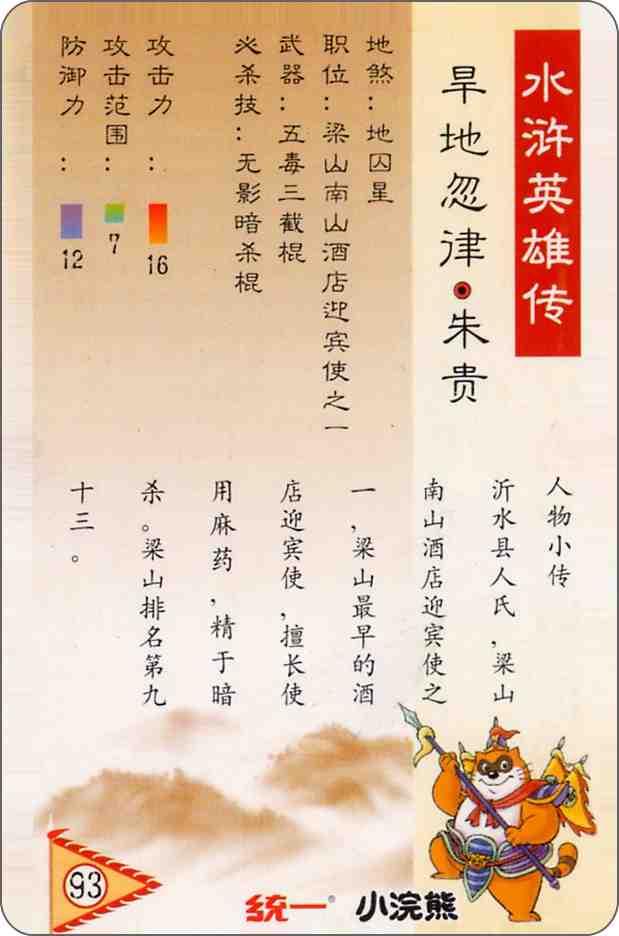 水浒英雄传
旱地忽律·朱贵
地煞：地囚星
职位：梁山南山酒店迎宾使之一
武器：五毒三截棍
必杀技：无影暗杀棍
攻击力：16
攻击范围：7
防御力：12
人物小传
沂水县人氏，梁山
南山酒店迎宾使之
一，梁山最早的酒
店迎宾使，擅长使
用麻药，精于暗
杀。梁山排名第九
十三。
93
统一® 小浣熊